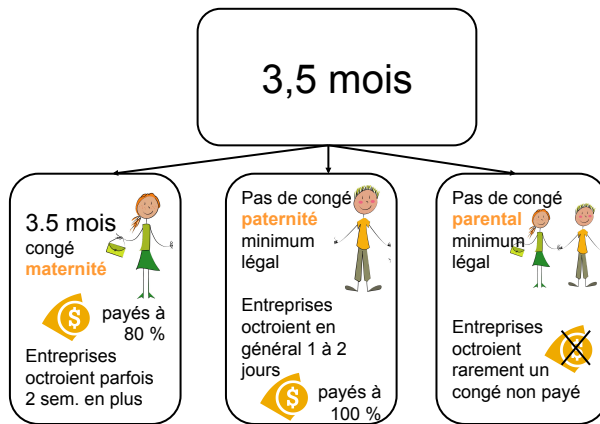 3,5 mois
3.5 mois
congé
maternité
payés à
80 %
Entreprises
octroient parfois
2 sem. en plus
Pas de congé
paternité
minimum
légal
Entreprises
octroient en
général 1 à 2
jours
payés à
100 %
Pas de congé
parental
minimum
légal
Entreprises
octroient
rarement un
congé non payé